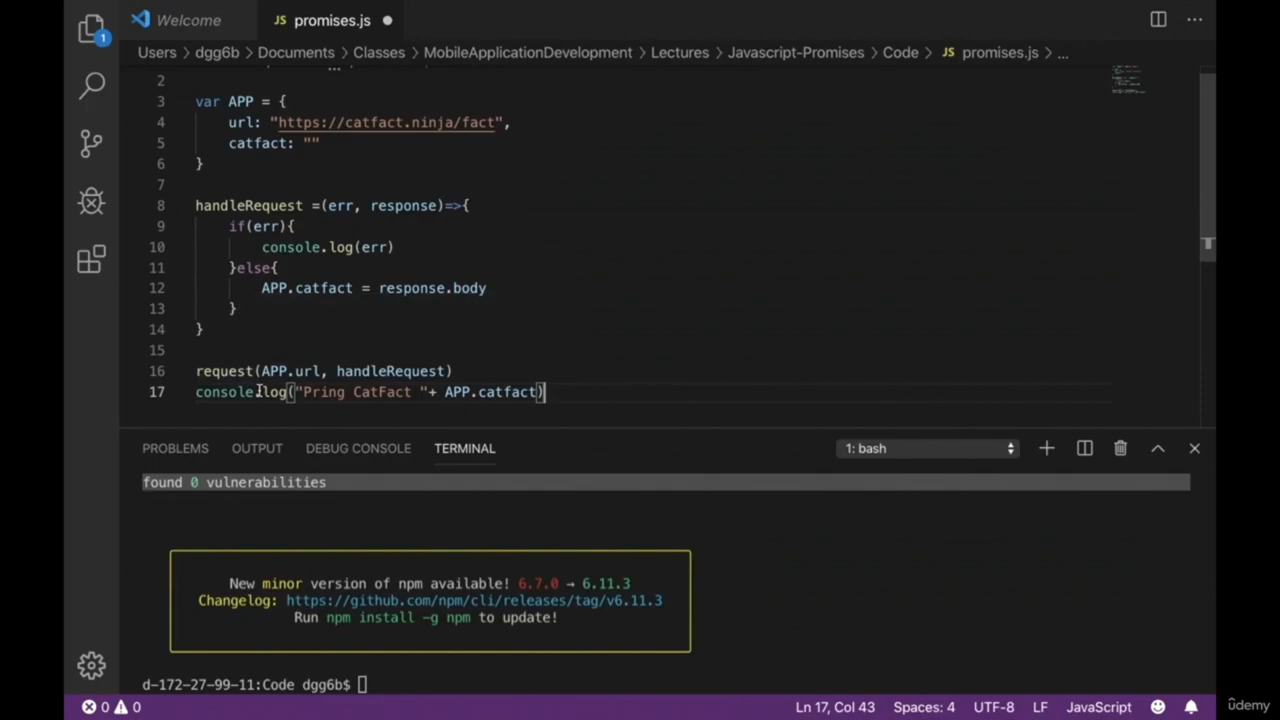 Welcome
JS promises.js
1
Users > dgg6b > Documents > Classes > MobileApplicationDevelopment > Lectures > Javascript-Promises > Code > JS promises.js > ...
2
3 var APP = {
4 url: "https://catfact.ninja/fact",
5 catfact: ""
6 }
7
8 handleRequest =(err, response)=>{
9 if(err){
10 console.log(err)
11 }else{
12 APP.catfact = response.body
13 }
14 }
15
16 request(APP.url, handleRequest)
17 console.log("Pring CatFact "+ APP.catfact)
PROBLEMS OUTPUT DEBUG CONSOLE TERMINAL 1: bash
found 0 vulnerabilities
New minor version of npm available! 6.7.0 → 6.11.3
Changelog: https://github.com/npm/cli/releases/tag/v6.11.3
Run npm install -g npm to update!
d-172-27-99-11:Code dgg6b$
0 0 Ln 17, Col 43 Spaces: 4 UTF-8 LF JavaScript
ûdemy